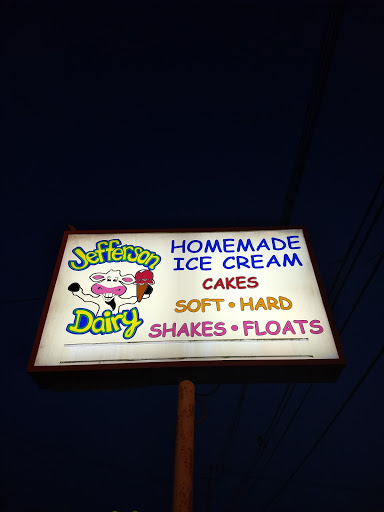 Jefferson
Dairy
HOMEMADE
ICE CREAM
CAKES
SOFT • HARD
SHAKES • FLOATS